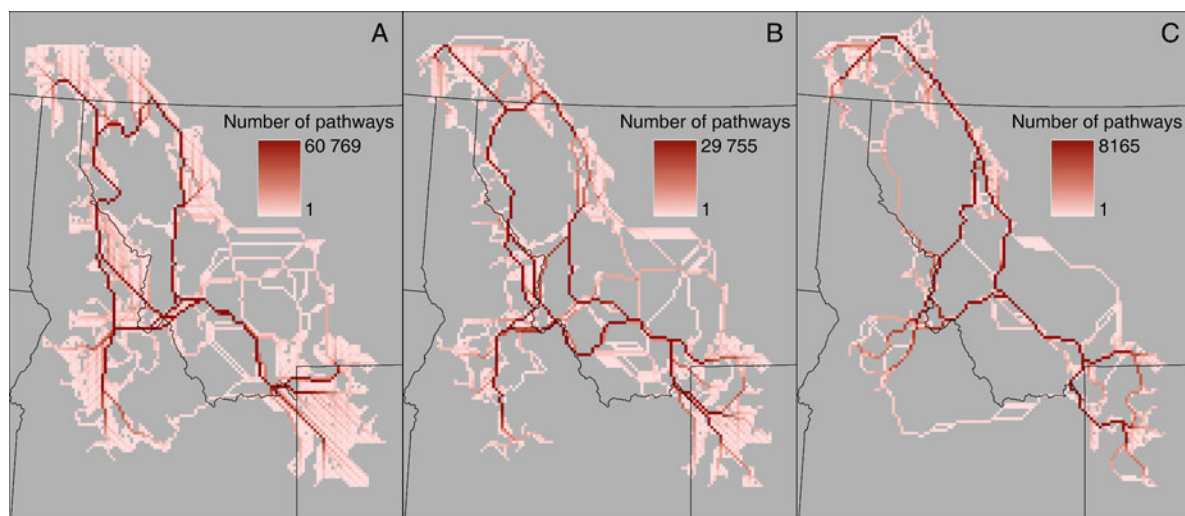 A
Number of pathways
60 769
1
B
Number of pathways
29 755
1
C
Number of pathways
8165
1